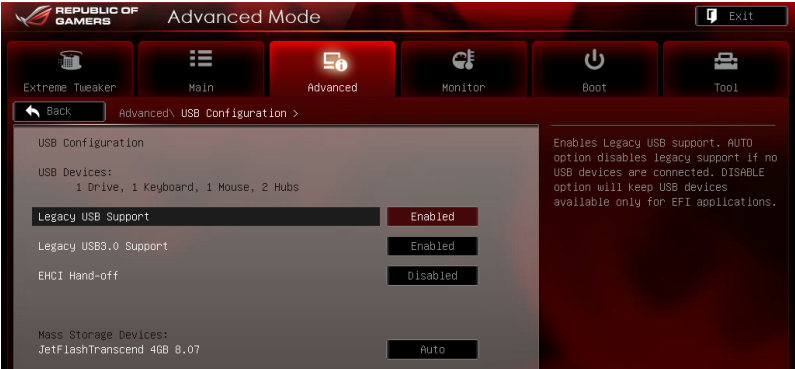 REPUBLIC OF
GAMERS
Advanced Mode
Exit
Extreme Tweaker
Main
Advanced
Monitor
Boot
Tool
Back
Advanced\ USB Configuration >
USB Configuration
USB Devices:
1 Drive, 1 Keyboard, 1 Mouse, 2 Hubs
Legacy USB Support Enabled
Legacy USB3.0 Support Enabled
EHCI Hand-off Disabled
Mass Storage Devices:
JetFlashTranscend 4GB 8.07 Auto
Enables Legacy USB support. AUTO
option disables legacy support if no
USB devices are connected. DISABLE
option will keep USB devices
available only for EFI applications.